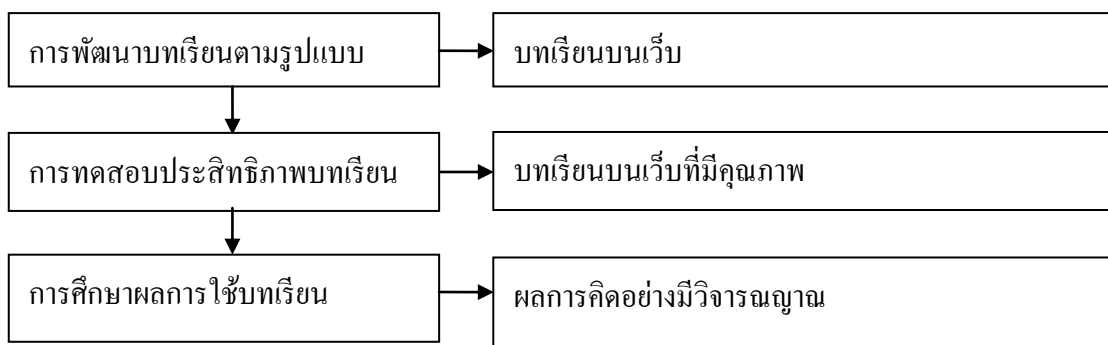 การพัฒนาบทเรียนตามรูปแบบ
บทเรียนบนเว็บ
การทดสอบประสิทธิภาพบทเรียน
บทเรียนบนเว็บที่มีคุณภาพ
การศึกษาผลการใช้บทเรียน
ผลการคิดอย่างมีวิจารณญาณ